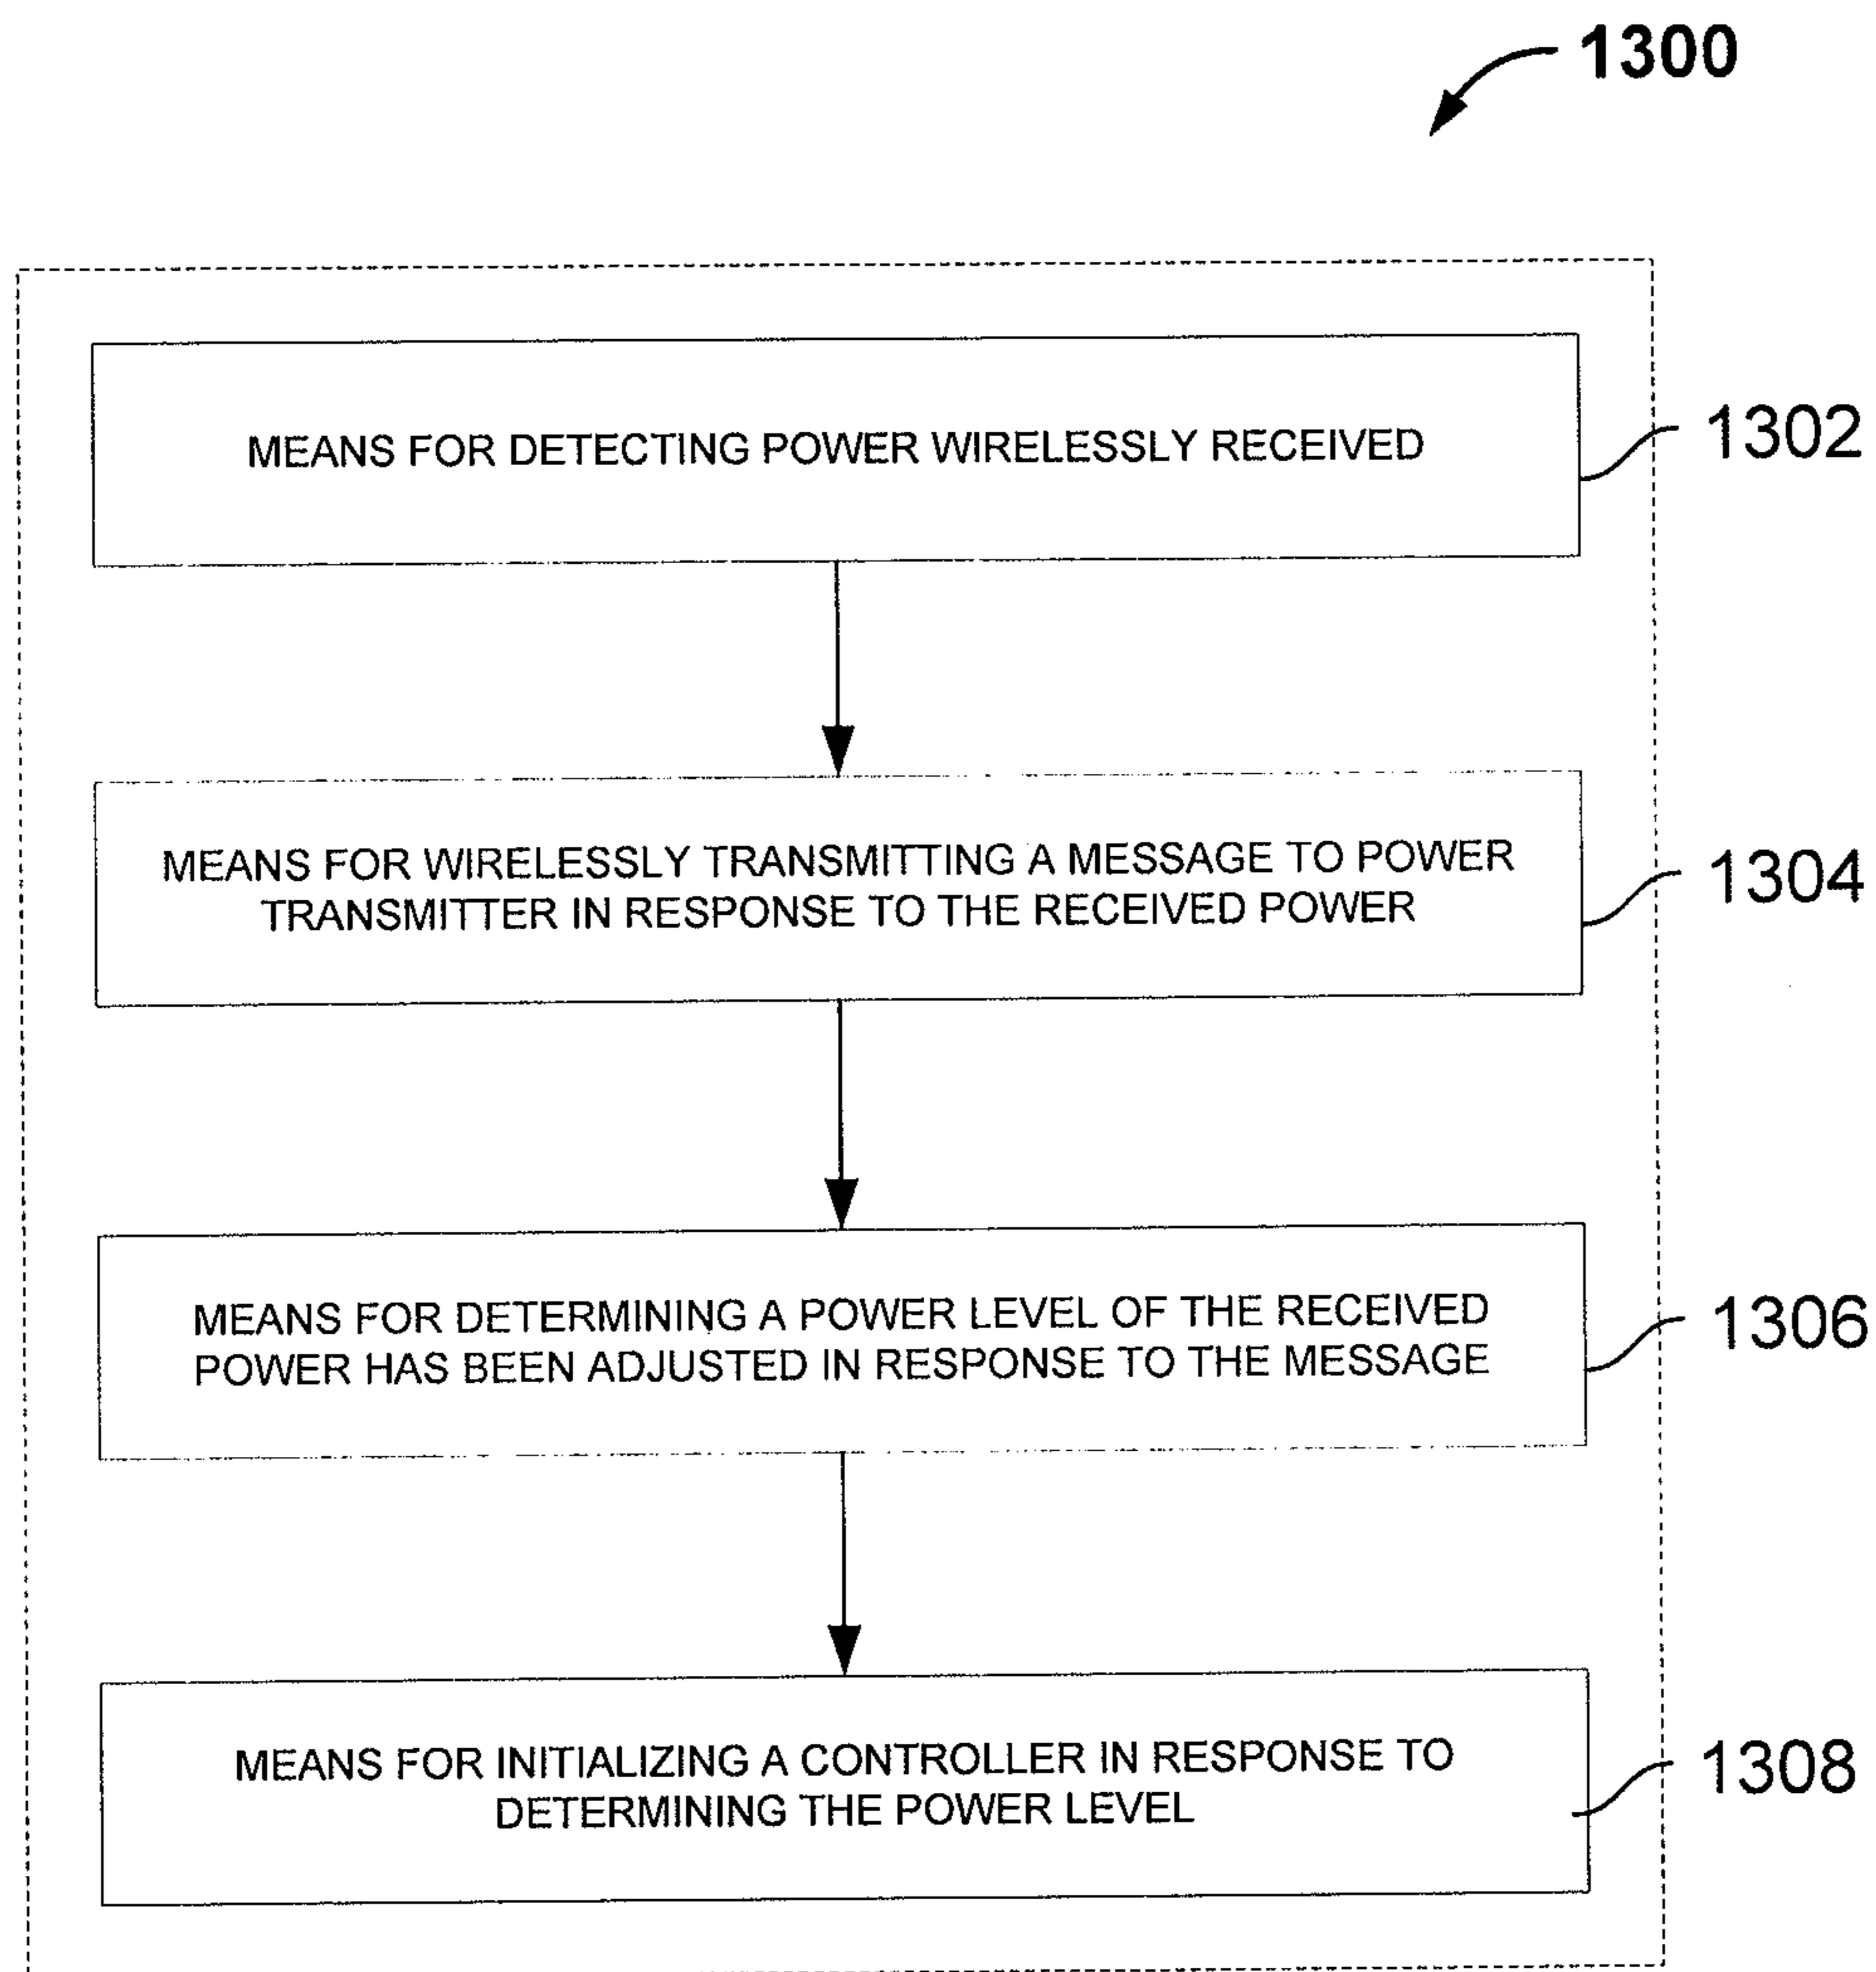 1300
MEANS FOR DETECTING POWER WIRELESSLY RECEIVED
1302
MEANS FOR WIRELESSLY TRANSMITTING A MESSAGE TO POWER
TRANSMITTER IN RESPONSE TO THE RECEIVED POWER
1304
MEANS FOR DETERMINING A POWER LEVEL OF THE RECEIVED
POWER HAS BEEN ADJUSTED IN RESPONSE TO THE MESSAGE
1306
MEANS FOR INITIALIZING A CONTROLLER IN RESPONSE TO
DETERMINING THE POWER LEVEL
1308